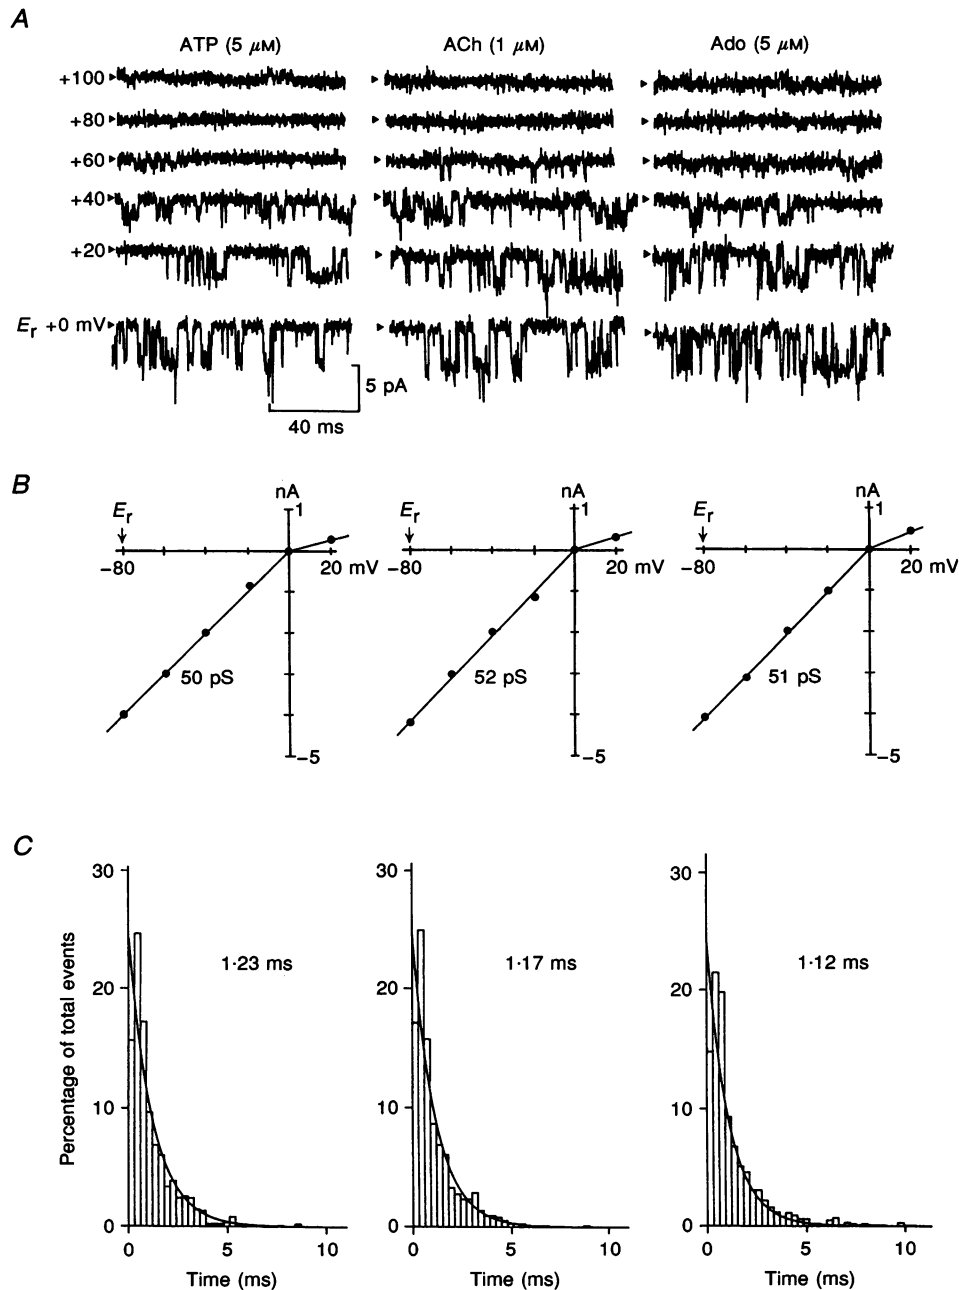 A
ATP (5 μM) ACh (1 μM) Ado (5 μM)
+100
+80
+60
+40
+20
Er +0 mV
5 pA
40 ms
B
nA nA nA
1 1 1
Er Er Er
−80 20 mV −80 20 mV −80 20 mV
50 pS 52 pS 51 pS
−5 −5 −5
C
30 30 30
1·23 ms 1·17 ms 1·12 ms
20 20 20
Percentage of total events
10 10 10
0 0 0
0 5 10 0 5 10 0 5 10
Time (ms) Time (ms) Time (ms)